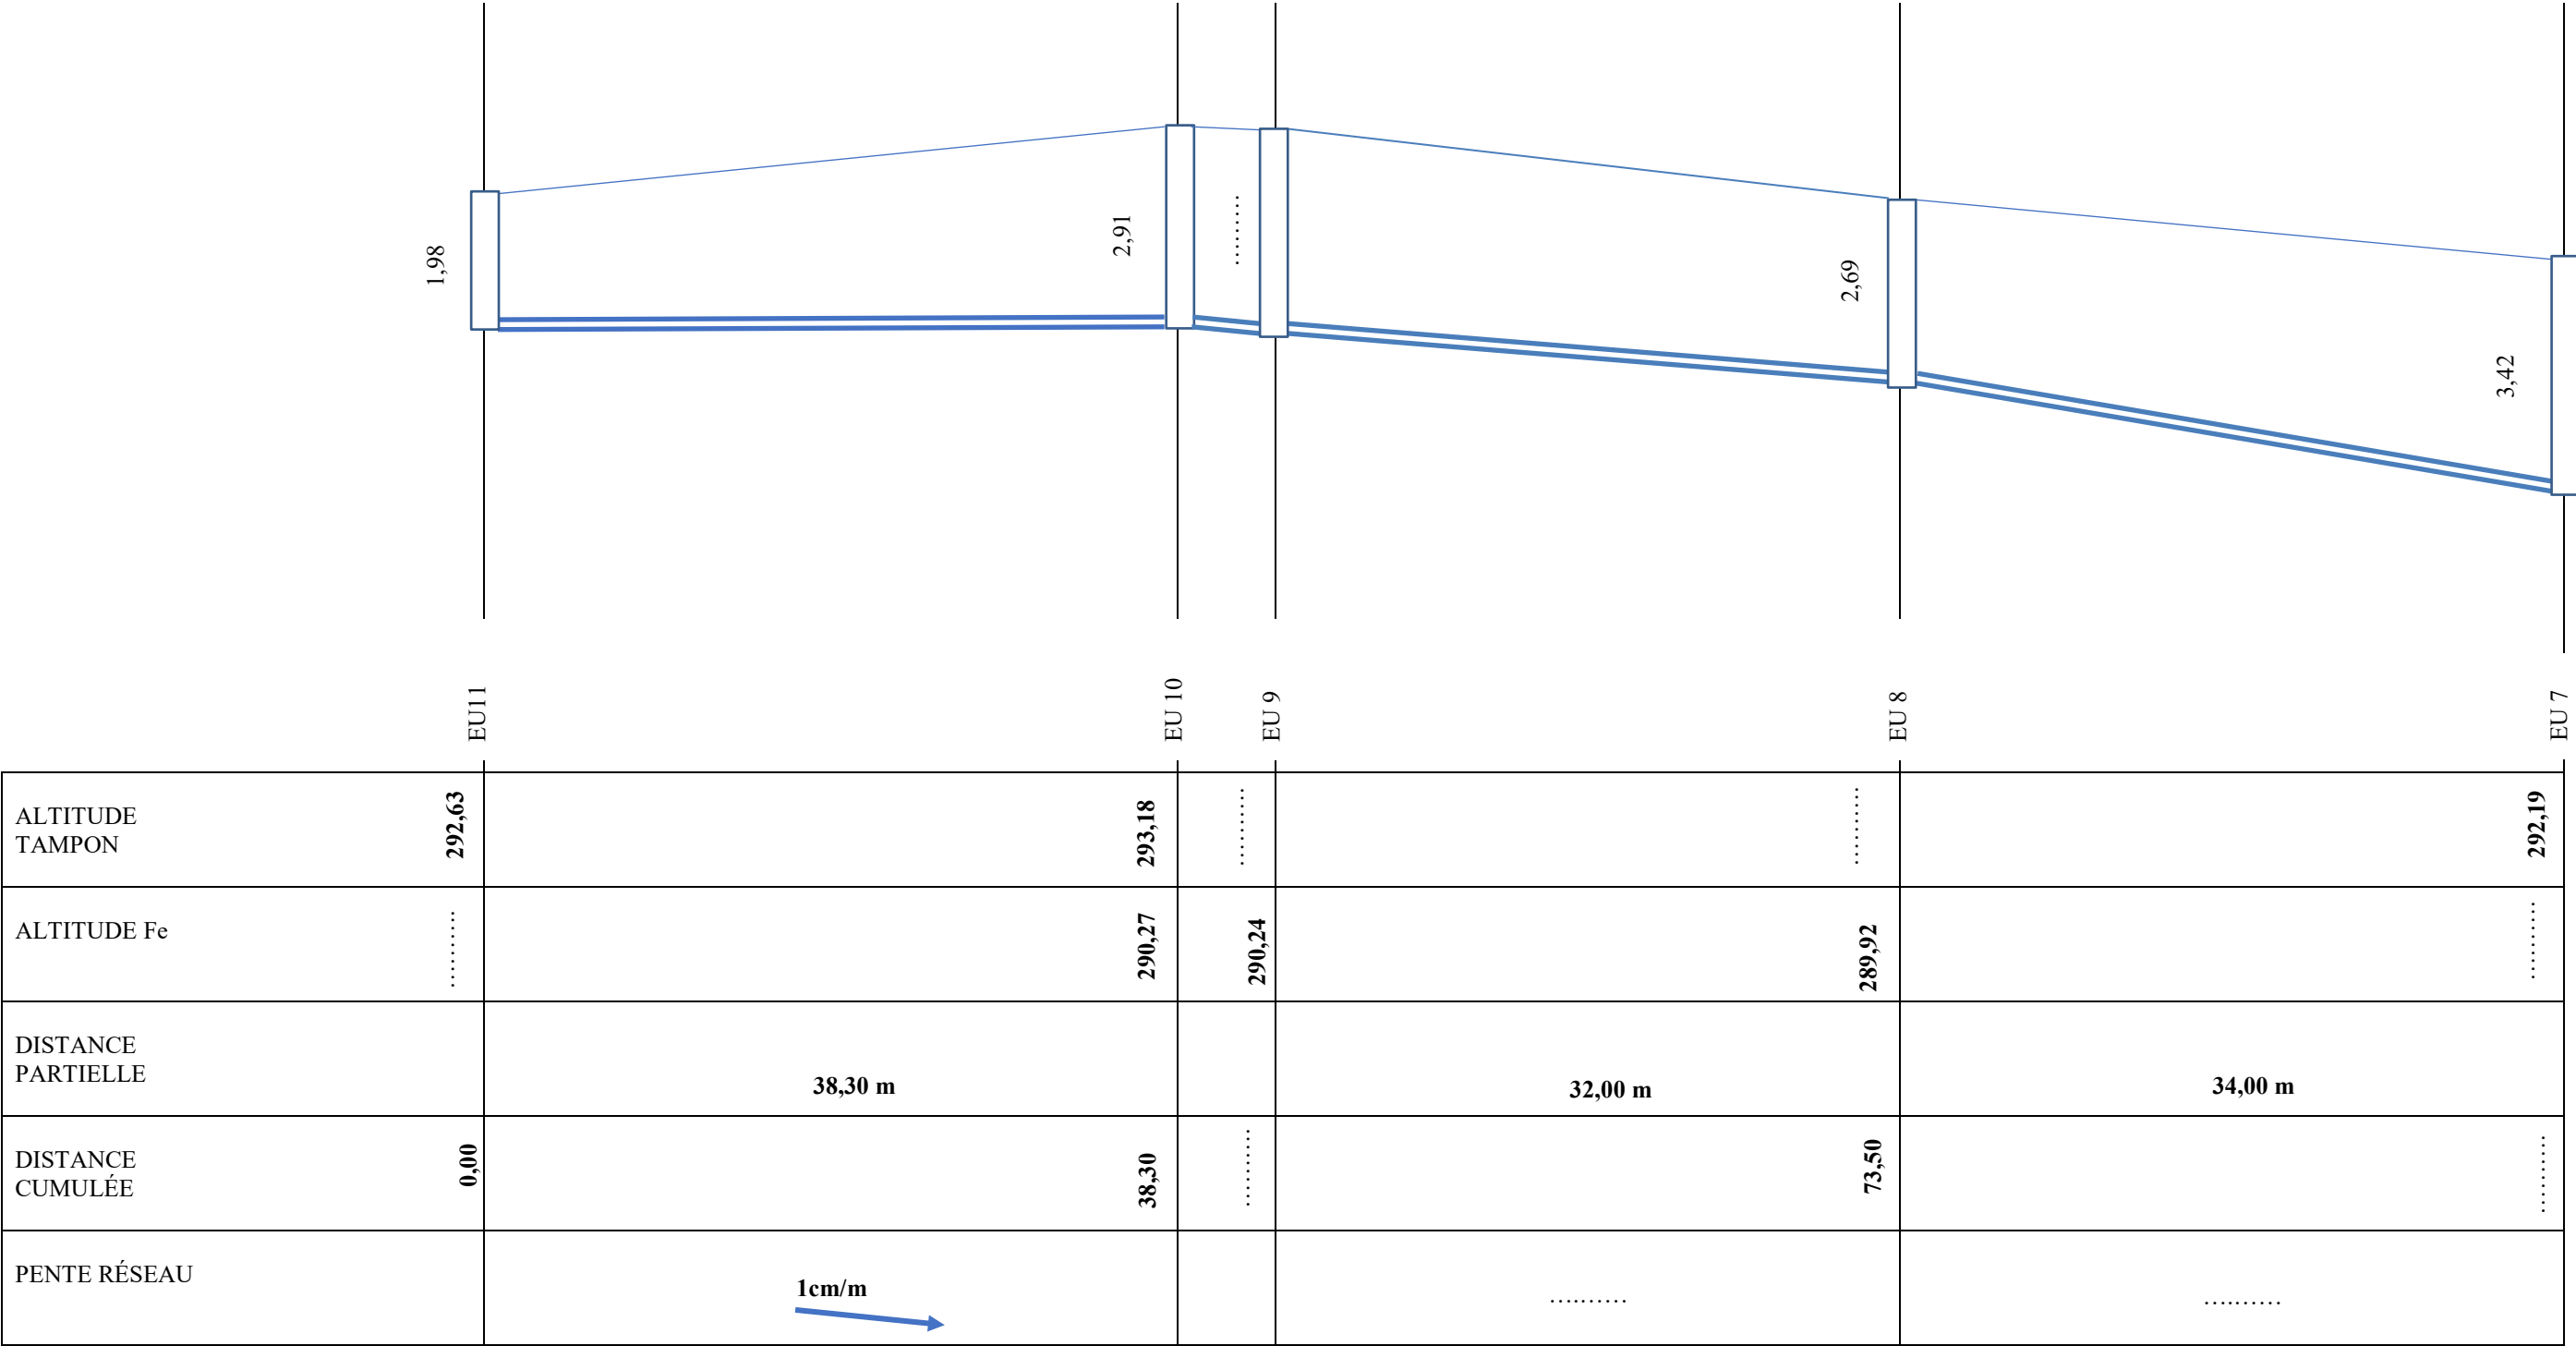 1,98
2,91
………
2,69
3,42
EU11
EU 10
EU 9
EU 8
EU 7
ALTITUDE
TAMPON
292,63
293,18
……….
……….
292,19
ALTITUDE Fe
……….
290,27
290,24
289,92
……….
DISTANCE
PARTIELLE
38,30 m
32,00 m
34,00 m
DISTANCE
CUMULÉE
0,00
38,30
……….
73,50
……….
PENTE RÉSEAU
1cm/m
……….
……….